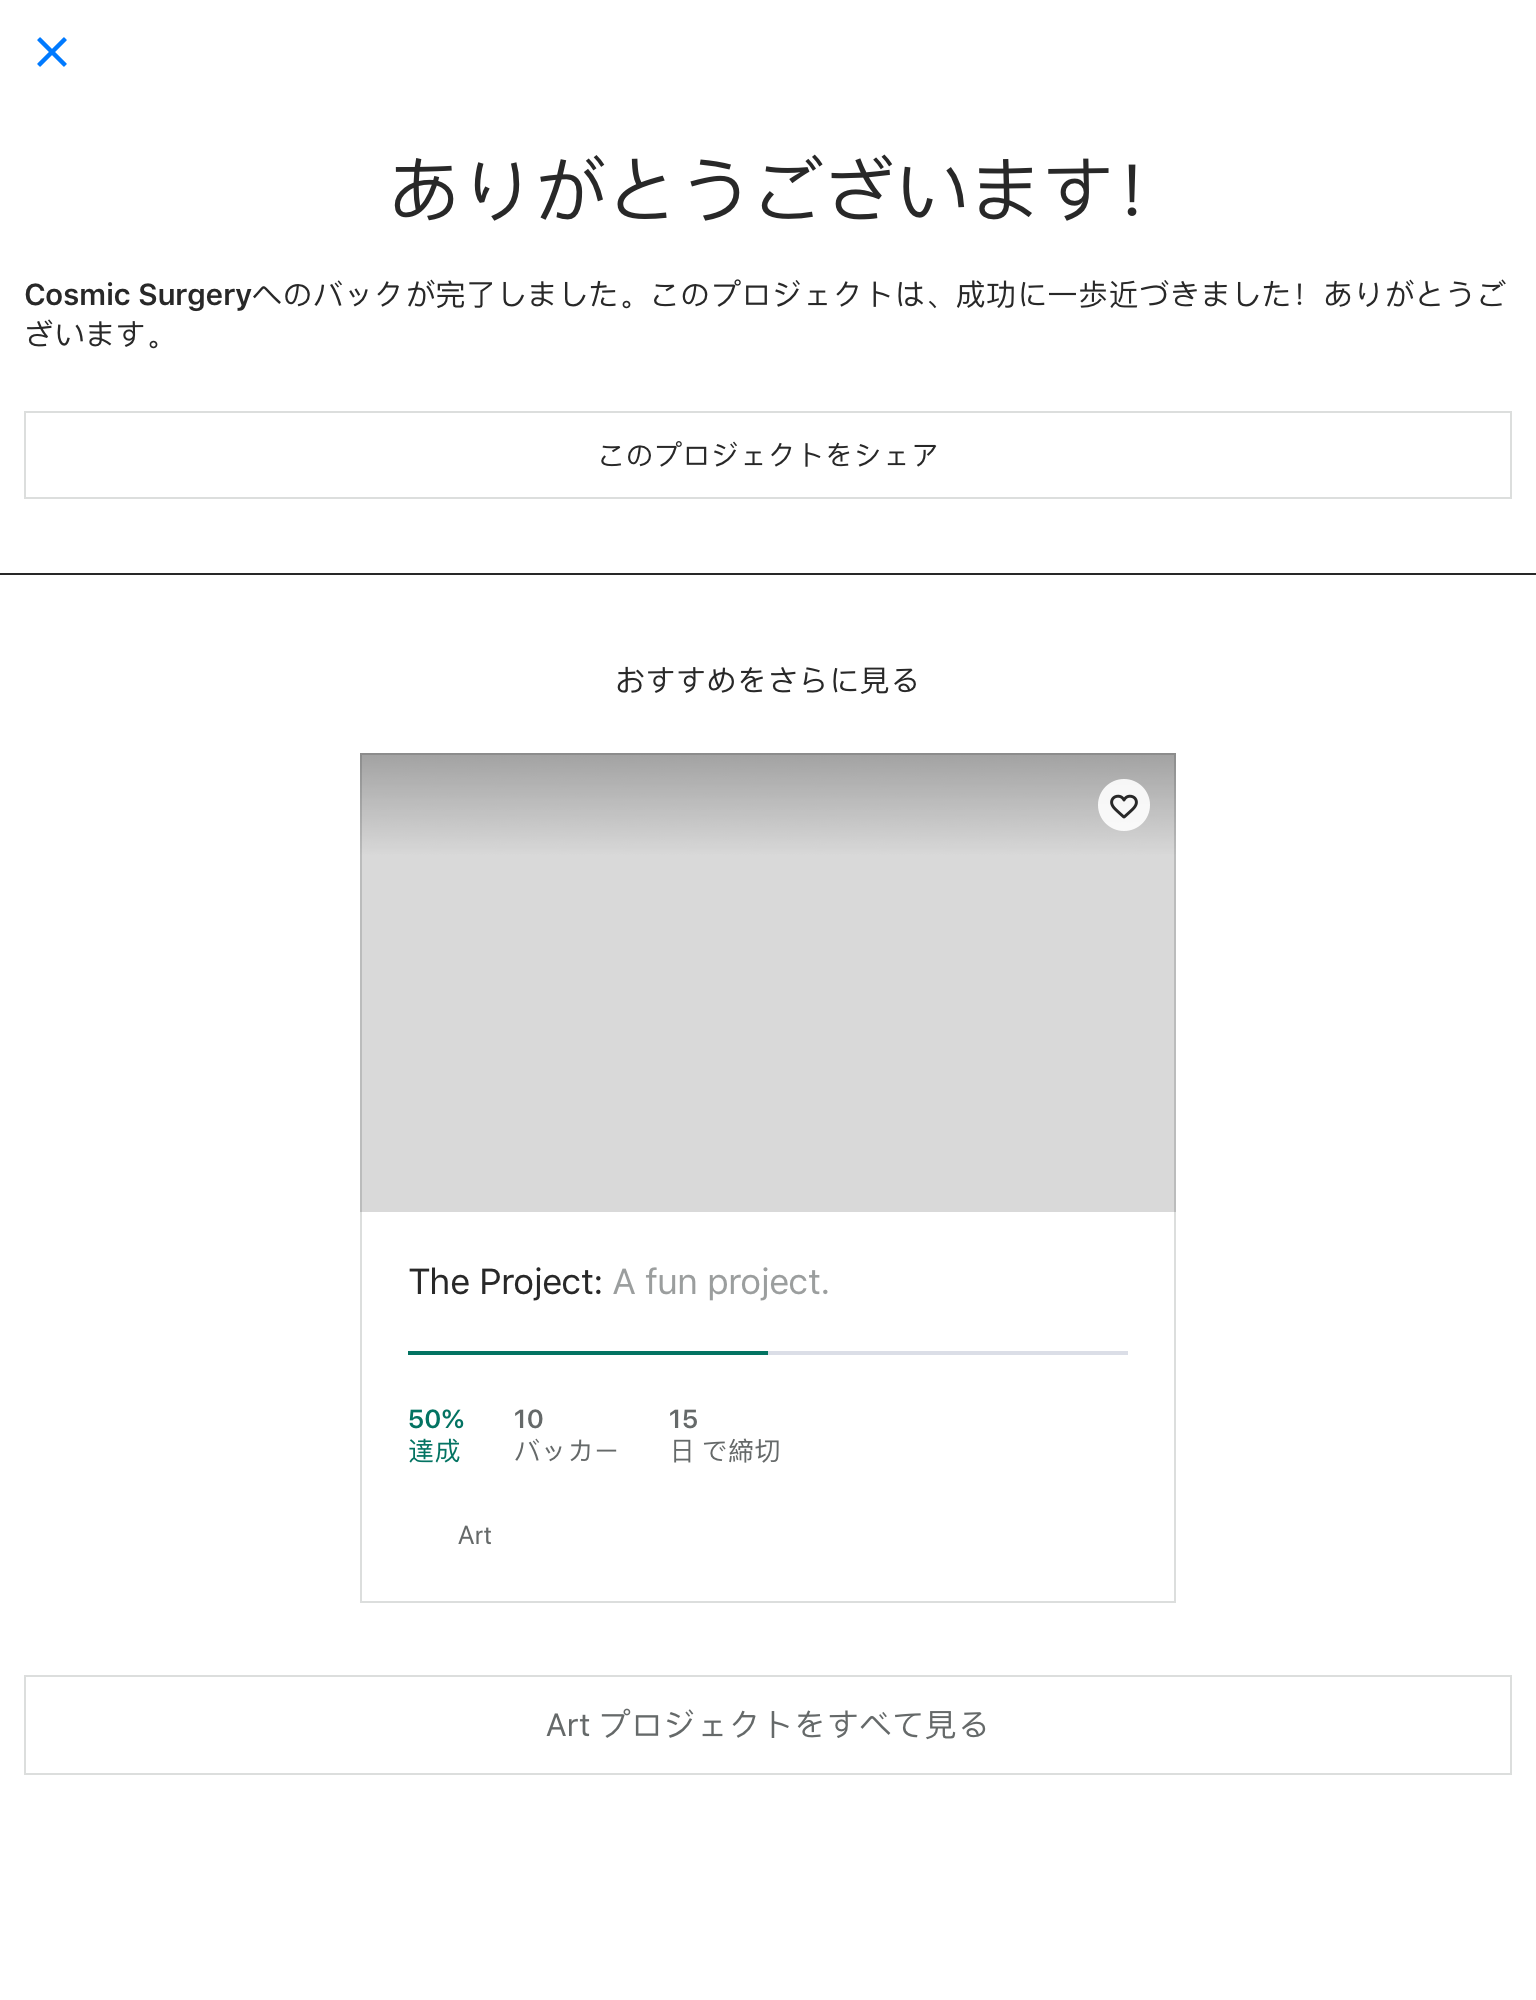 ありがとうございます！
Cosmic Surgeryへのバックが完了しました。このプロジェクトは、成功に一歩近づきました！ありがとうご
ざいます。
このプロジェクトをシェア
おすすめをさらに見る
The Project: A fun project.
50% 10 15
達成 バッカー 日 で締切
Art
Art プロジェクトをすべて見る